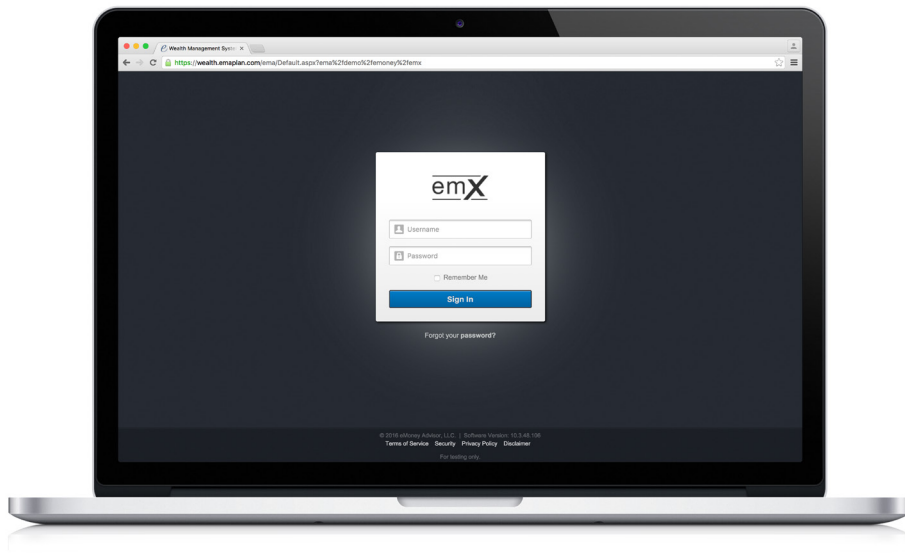 Wealth Management Syste
https://wealth.emaplan.com/ema/Default.aspx?ema%2fdemo%2femoney%2femx
emX
Username
Password
Remember Me
Sign In
Forgot your password?
© 2016 eMoney Advisor, LLC. | Software Version: 10.3.48.106
Terms of Service Security Privacy Policy Disclaimer
For testing only.